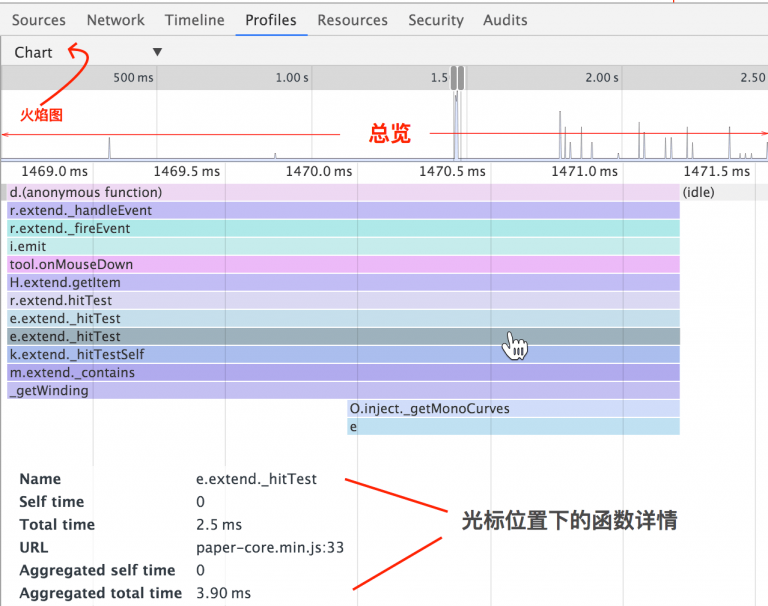 Sources Network Timeline Profiles Resources Security Audits
Chart ▼
500 ms 1.00 s 1.5 2.00 s 2.50
火焰图
总览
1469.0 ms 1469.5 ms 1470.0 ms 1470.5 ms 1471.0 ms 1471.5 ms
d.(anonymous function) (idle)
r.extend._handleEvent
r.extend._fireEvent
i.emit
tool.onMouseDown
H.extend.getItem
r.extend.hitTest
e.extend._hitTest
e.extend._hitTest
k.extend._hitTestSelf
m.extend._contains
_getWinding
O.inject._getMonoCurves
e
Name e.extend._hitTest
Self time 0
Total time 2.5 ms
光标位置下的函数详情
URL paper-core.min.js:33
Aggregated self time 0
Aggregated total time 3.90 ms